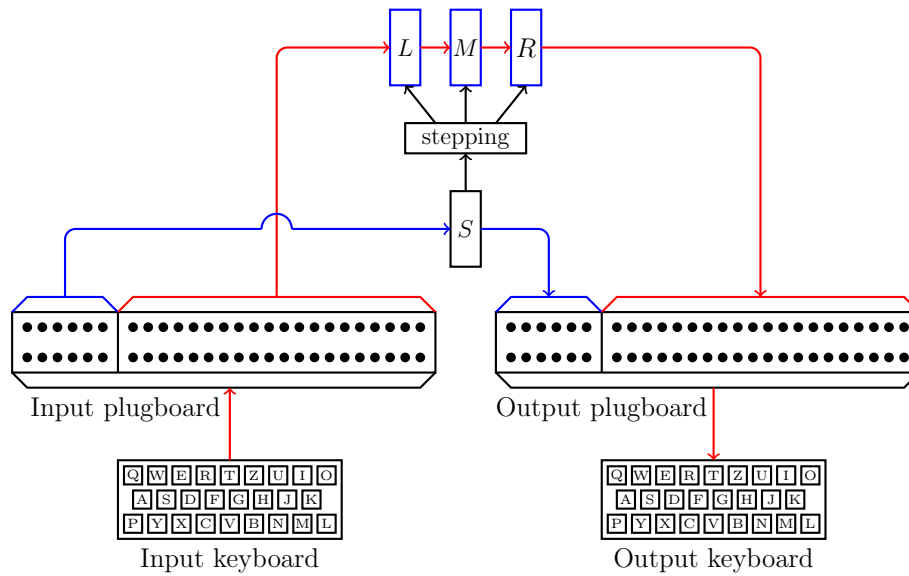 L M R
stepping
S
Input plugboard
Output plugboard
Q W E R T Z U I O
A S D F G H J K
P Y X C V B N M L
Input keyboard
Q W E R T Z U I O
A S D F G H J K
P Y X C V B N M L
Output keyboard